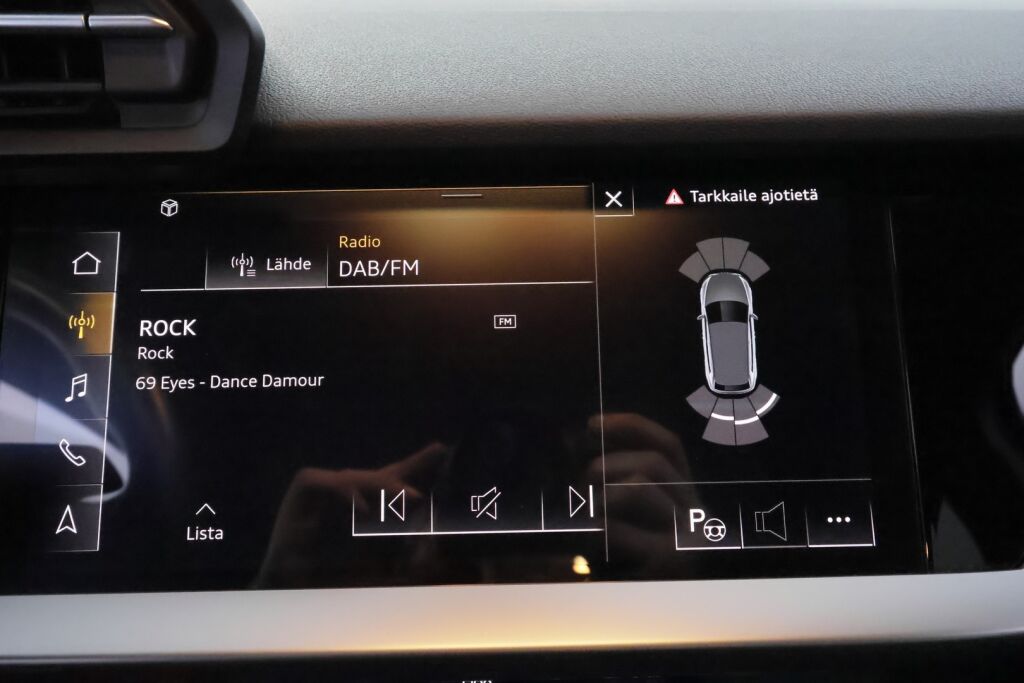 Tarkkaile ajotietä
Lähde
Radio
DAB/FM
ROCK
FM
Rock
69 Eyes - Dance Damour
Lista
P